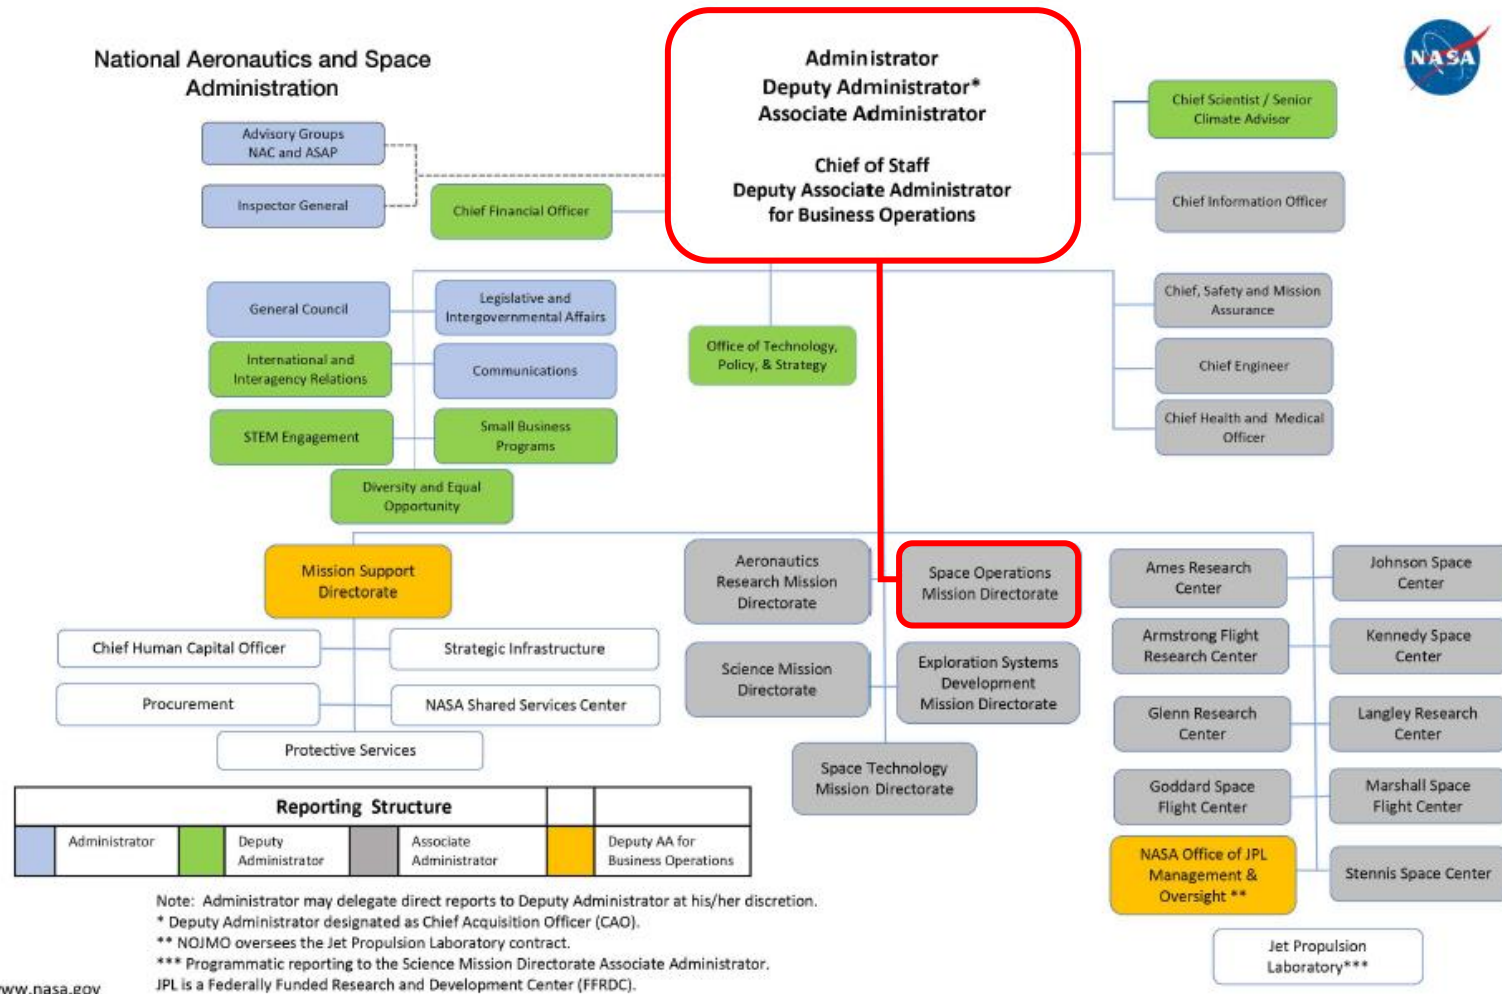 National Aeronautics and Space
Administration
Administrator
Deputy Administrator*
Associate Administrator
Chief of Staff
Deputy Associate Administrator
for Business Operations
NASA
Advisory Groups
NAC and ASAP
Inspector General
Chief Financial Officer
Chief Scientist / Senior
Climate Advisor
Chief Information Officer
General Council
Legislative and
Intergovernmental Affairs
International and
Interagency Relations
Communications
STEM Engagement
Small Business
Programs
Diversity and Equal
Opportunity
Office of Technology,
Policy, & Strategy
Chief, Safety and Mission
Assurance
Chief Engineer
Chief Health and Medical
Officer
Mission Support
Directorate
Chief Human Capital Officer
Strategic Infrastructure
Procurement
NASA Shared Services Center
Protective Services
Aeronautics
Research Mission
Directorate
Space Operations
Mission Directorate
Science Mission
Directorate
Exploration Systems
Development
Mission Directorate
Space Technology
Mission Directorate
Ames Research
Center
Johnson Space
Center
Armstrong Flight
Research Center
Kennedy Space
Center
Glenn Research
Center
Langley Research
Center
Goddard Space
Flight Center
Marshall Space
Flight Center
NASA Office of JPL
Management &
Oversight **
Stennis Space Center
Jet Propulsion
Laboratory***
Reporting Structure
Administrator
Deputy
Administrator
Associate
Administrator
Deputy AA for
Business Operations
Note: Administrator may delegate direct reports to Deputy Administrator at his/her discretion.
* Deputy Administrator designated as Chief Acquisition Officer (CAO).
** NOJMO oversees the Jet Propulsion Laboratory contract.
*** Programmatic reporting to the Science Mission Directorate Associate Administrator.
JPL is a Federally Funded Research and Development Center (FFRDC).
ww.nasa.gov